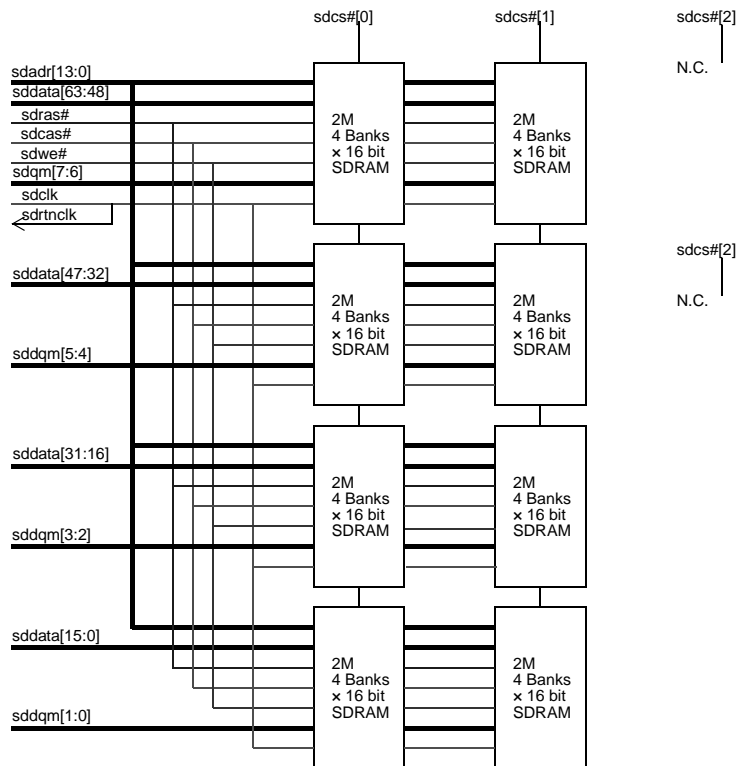 sdcs#[0]
sdcs#[1]
sdcs#[2]
sdadr[13:0]
N.C.
sddata[63:48]
sdras#
sdcas#
sdwe#
sdqm[7:6]
sdclk
sdrtnclk
2M
4 Banks
× 16 bit
SDRAM
2M
4 Banks
× 16 bit
SDRAM
sdcs#[2]
N.C.
sddata[47:32]
sddqm[5:4]
2M
4 Banks
× 16 bit
SDRAM
2M
4 Banks
× 16 bit
SDRAM
sddata[31:16]
sddqm[3:2]
2M
4 Banks
× 16 bit
SDRAM
2M
4 Banks
× 16 bit
SDRAM
sddata[15:0]
sddqm[1:0]
2M
4 Banks
× 16 bit
SDRAM
2M
4 Banks
× 16 bit
SDRAM